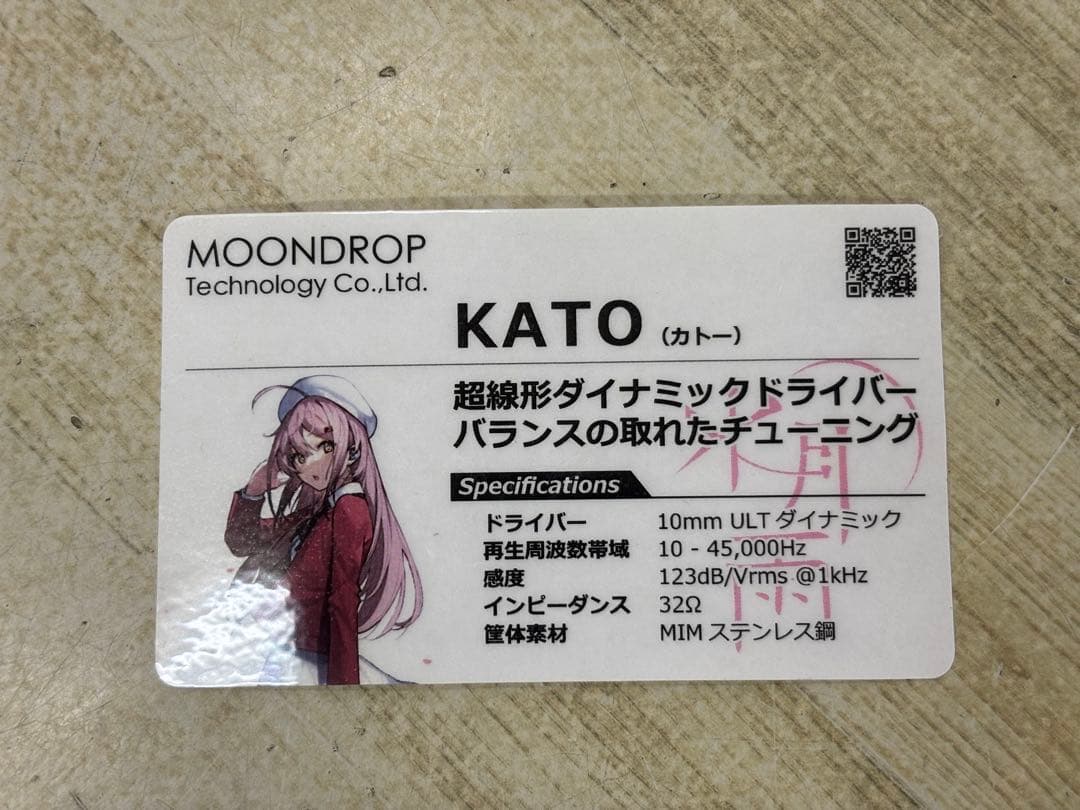 MOONDROP
Technology Co.,Ltd.
KATO (カトー)
超線形ダイナミックドライバー
バランスの取れたチューニング
Specifications
ドライバー 10mm ULT ダイナミック
再生周波数帯域 10 - 45,000Hz
感度 123dB/Vrms @1kHz
インピーダンス 32Ω
筐体素材 MIM ステンレス鋼